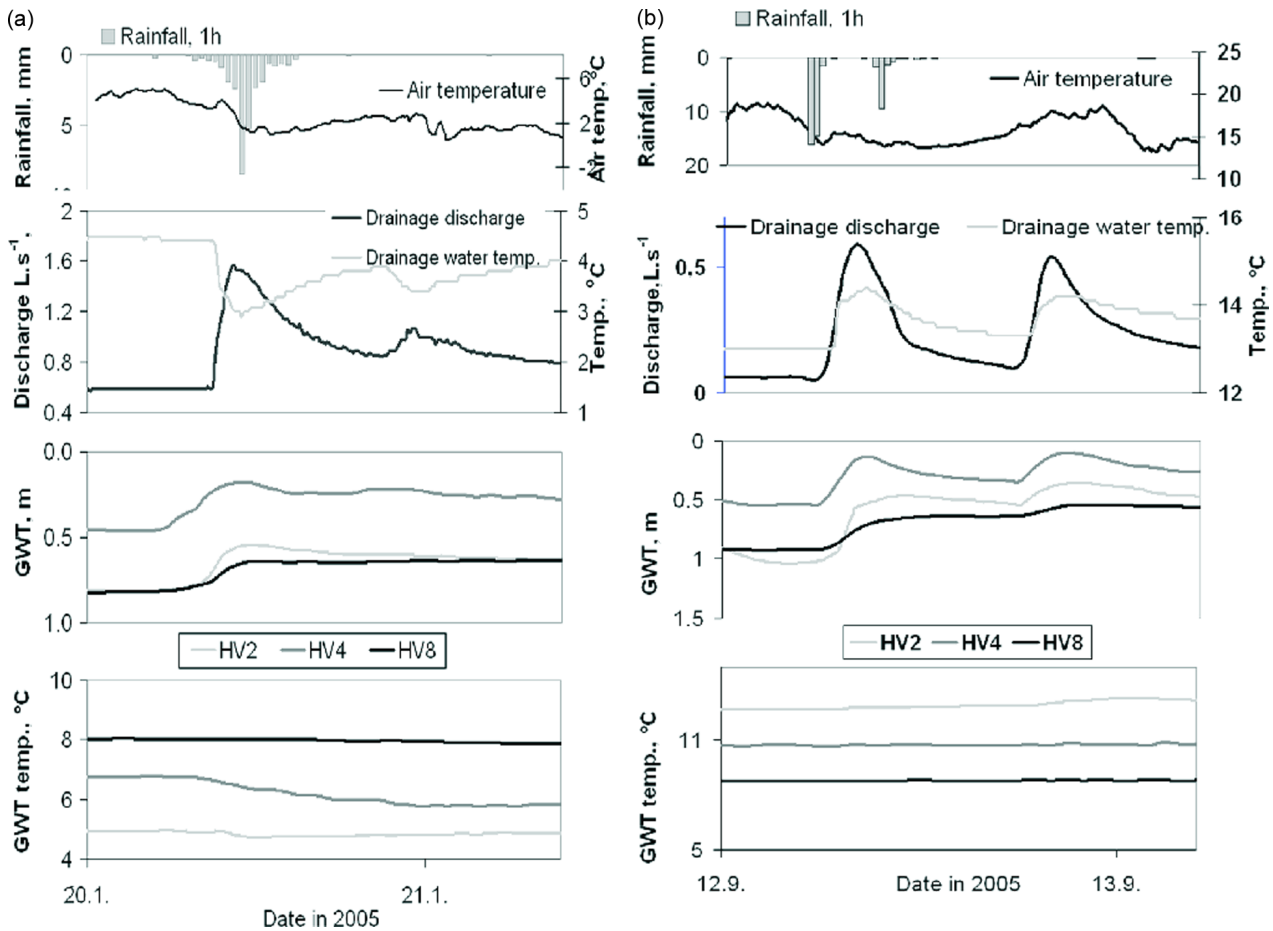 (a)
Rainfall, 1h
Rainfall. mm
0
5
Air temperature
6
2
-2
Air temp, °C
Discharge L.s-1,
2
1.6
1.2
0.8
0.4
Drainage discharge
Drainage water temp.
5
4
3
2
1
Temp., °C
GWT. m
0.0
0.5
1.0
HV2 HV4 HV8
GWT temp., °C
10
8
6
4
20.1. 21.1.
Date in 2005
(b)
Rainfall, 1h
Rainfall. mm
0
10
20
Air temperature
25
20
15
10
Air temp., °C
Discharge.L.s-1
0.5
0
Drainage discharge Drainage water temp.
16
14
12
Temp., °C
GWT, m
0
0.5
1
1.5
HV2 HV4 HV8
GWT temp., °C
11
5
12.9. Date in 2005 13.9.